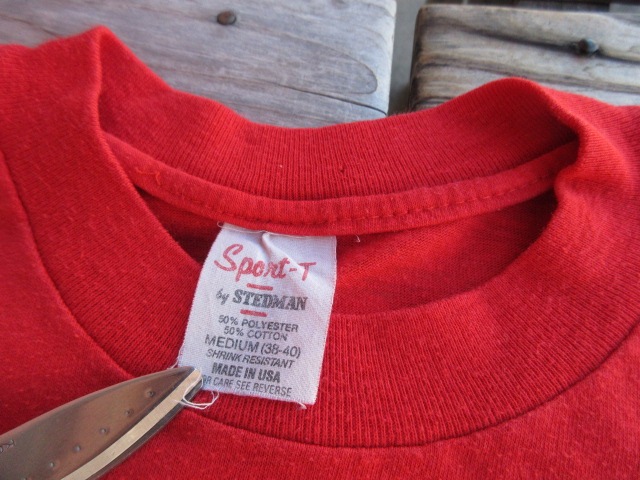 Sport-T
by STEDMAN
50% POLYESTER
50% COTTON
MEDIUM (38-40)
SHRINK RESISTANT
MADE IN USA
CARE SEE REVERSE